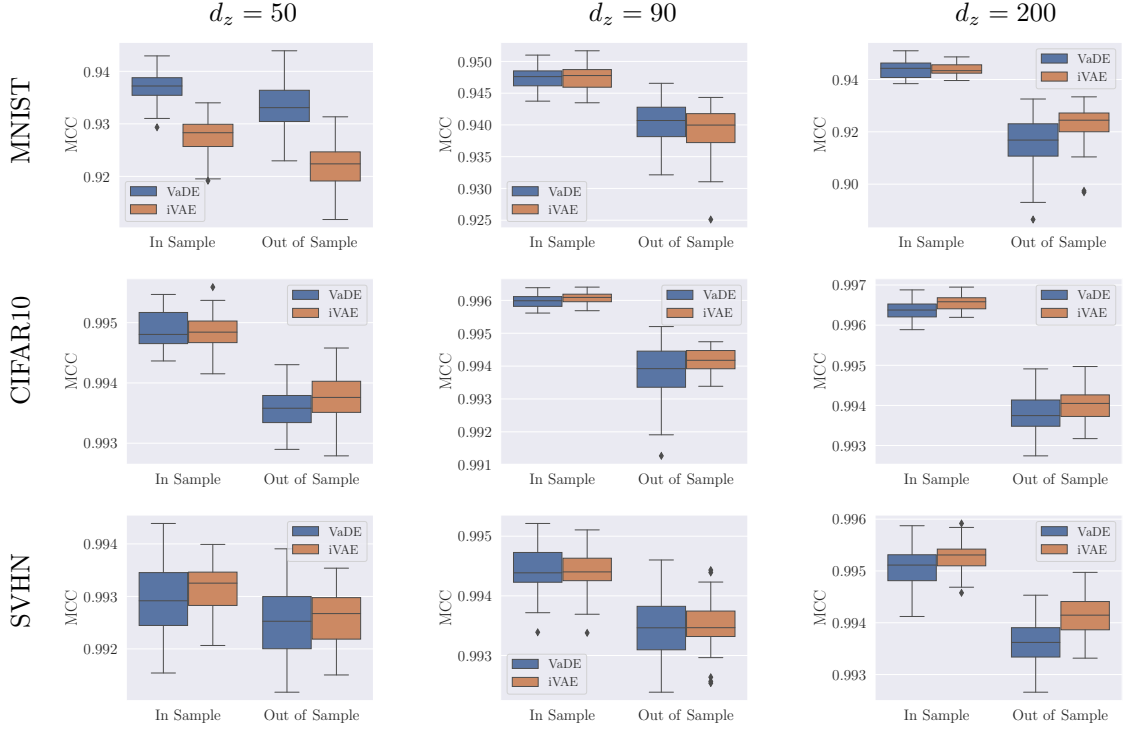 d_z = 50
d_z = 90
d_z = 200
MNIST
MCC
0.94
0.93
0.92
VaDE
iVAE
In Sample Out of Sample
MCC
0.950
0.945
0.940
0.935
0.930
0.925
VaDE
iVAE
In Sample Out of Sample
MCC
0.94
0.92
0.90
VaDE
iVAE
In Sample Out of Sample
CIFAR10
MCC
0.995
0.994
0.993
VaDE
iVAE
In Sample Out of Sample
MCC
0.996
0.995
0.994
0.993
0.992
0.991
VaDE
iVAE
In Sample Out of Sample
MCC
0.997
0.996
0.995
0.994
0.993
VaDE
iVAE
In Sample Out of Sample
SVHN
MCC
0.994
0.993
0.992
VaDE
iVAE
In Sample Out of Sample
MCC
0.995
0.994
0.993
VaDE
iVAE
In Sample Out of Sample
MCC
0.996
0.995
0.994
0.993
VaDE
iVAE
In Sample Out of Sample